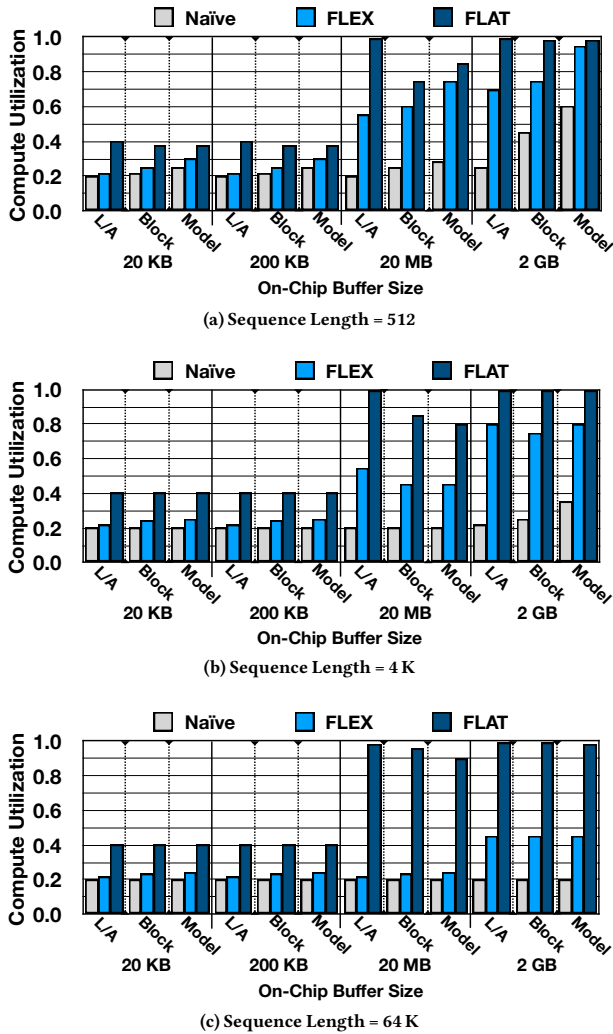 Naïve FLEX FLAT
Compute Utilization
1.0
0.8
0.6
0.4
0.2
0.0
L/A Block Model L/A Block Model L/A Block Model L/A Block Model
20 KB 200 KB 20 MB 2 GB
On-Chip Buffer Size
(a) Sequence Length = 512
Naïve FLEX FLAT
Compute Utilization
1.0
0.8
0.6
0.4
0.2
0.0
L/A Block Model L/A Block Model L/A Block Model L/A Block Model
20 KB 200 KB 20 MB 2 GB
On-Chip Buffer Size
(b) Sequence Length = 4 K
Naïve FLEX FLAT
Compute Utilization
1.0
0.8
0.6
0.4
0.2
0.0
L/A Block Model L/A Block Model L/A Block Model L/A Block Model
20 KB 200 KB 20 MB 2 GB
On-Chip Buffer Size
(c) Sequence Length = 64 K